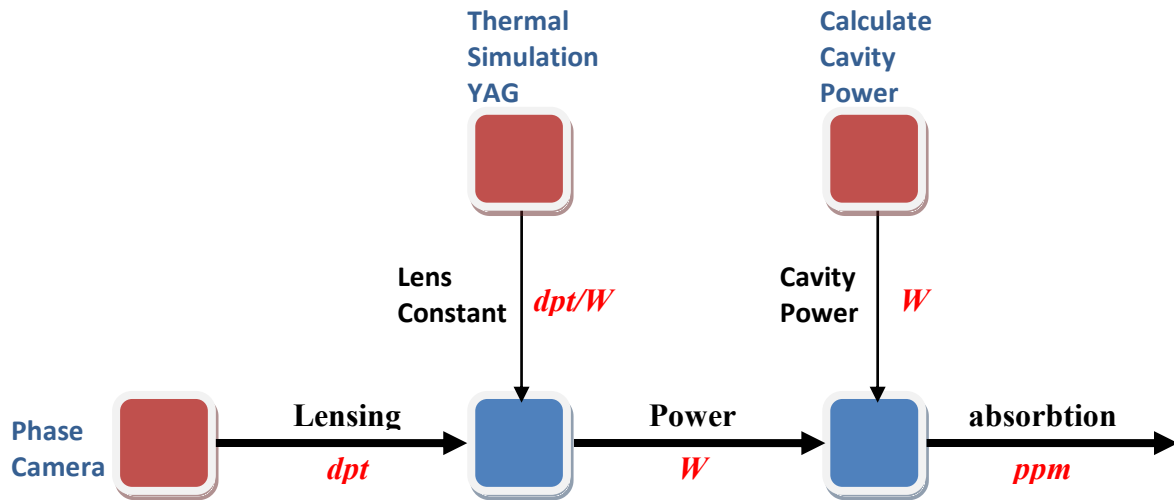 Thermal
Simulation
YAG
Calculate
Cavity
Power
Lens
Constant
dpt/W
Cavity
Power
W
Phase
Camera
Lensing
dpt
Power
W
absorbtion
ppm